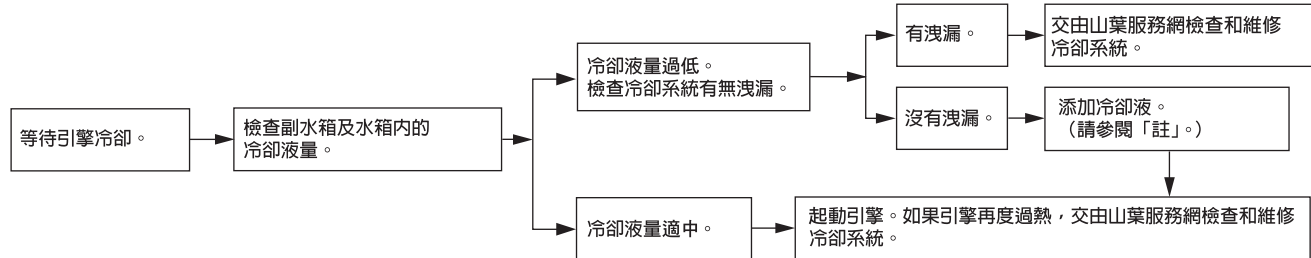 等待引擎冷卻。
檢查副水箱及水箱內的
冷卻液量。
冷卻液量過低。
檢查冷卻系統有無洩漏。
有洩漏。
交由山葉服務網檢查和維修
冷卻系統。
沒有洩漏。
添加冷卻液。
（請參閱「註」。）
冷卻液量適中。
起動引擎。如果引擎再度過熱，交由山葉服務網檢查和維修
冷卻系統。